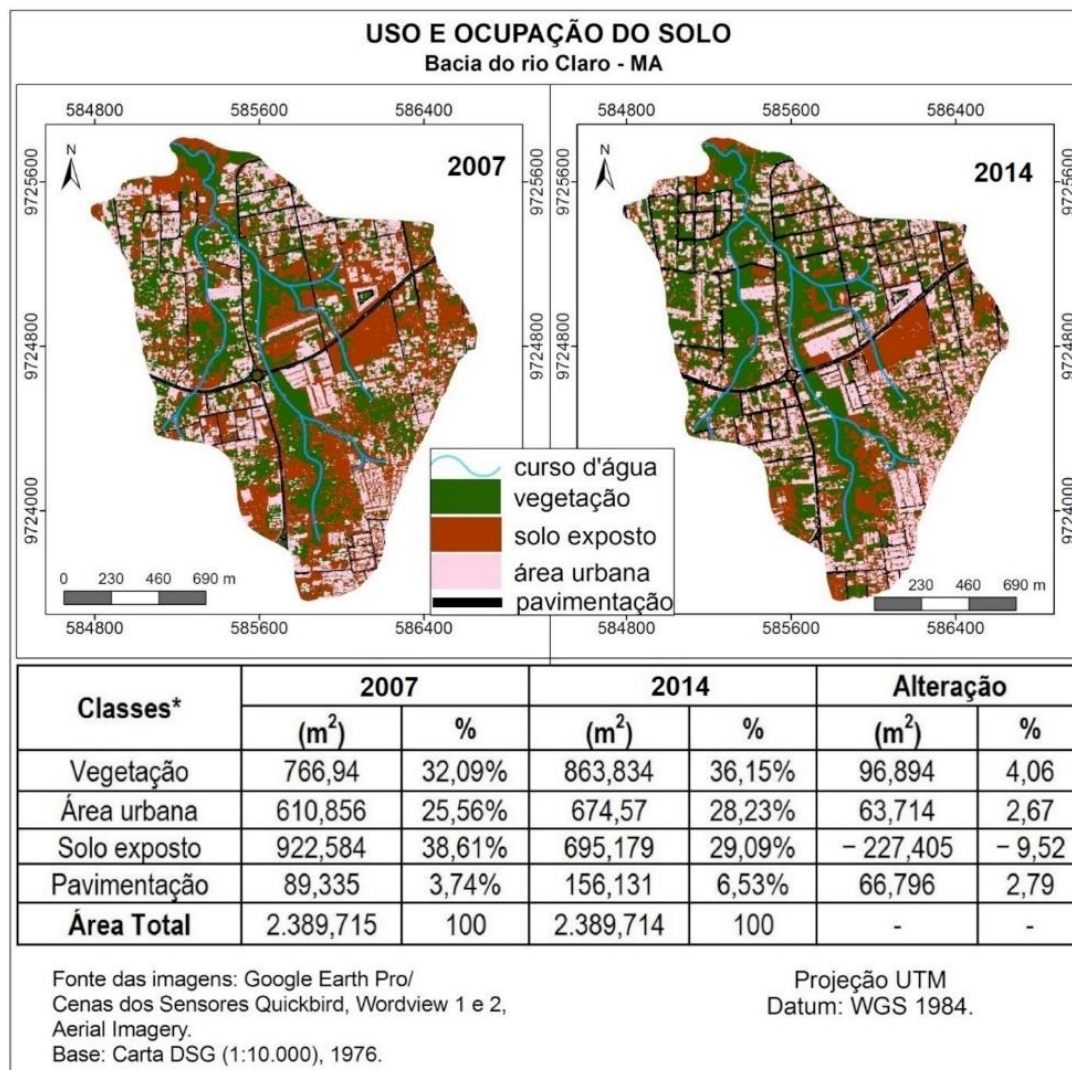 USO E OCUPAÇÃO DO SOLO
Bacia do rio Claro - MA
584800 585600 586400 584800 585600 586400
N 2007 N 2014
9725600 9725600 9725600
9724800 9724800 9724800
9724000 9724000 9724000
curso d'água
vegetação
solo exposto
área urbana
pavimentação
0 230 460 690 m 230 460 690 m
584800 585600 586400 584800 585600 586400
Classes* 2007 2014 Alteração
(m²) % (m²) % (m²) %
Vegetação 766,94 32,09% 863,834 36,15% 96,894 4,06
Área urbana 610,856 25,56% 674,57 28,23% 63,714 2,67
Solo exposto 922,584 38,61% 695,179 29,09% − 227,405 − 9,52
Pavimentação 89,335 3,74% 156,131 6,53% 66,796 2,79
Área Total 2.389,715 100 2.389,714 100 - -
Fonte das imagens: Google Earth Pro/
Cenas dos Sensores Quickbird, Wordview 1 e 2,
Aerial Imagery.
Base: Carta DSG (1:10.000), 1976.
Projeção UTM
Datum: WGS 1984.